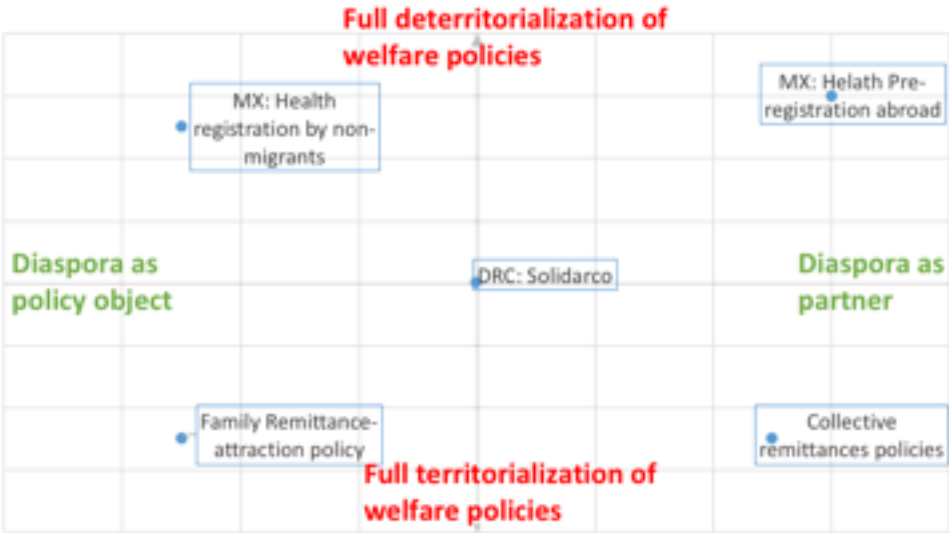 Full deterritorialization of
welfare policies
MX: Health
registration by non-
migrants
MX: Helath Pre-
registration abroad
Diaspora as
policy object
DRC: Solidarco
Diaspora as
partner
Family Remittance-
attraction policy
Collective
remittances policies
Full territorialization of
welfare policies